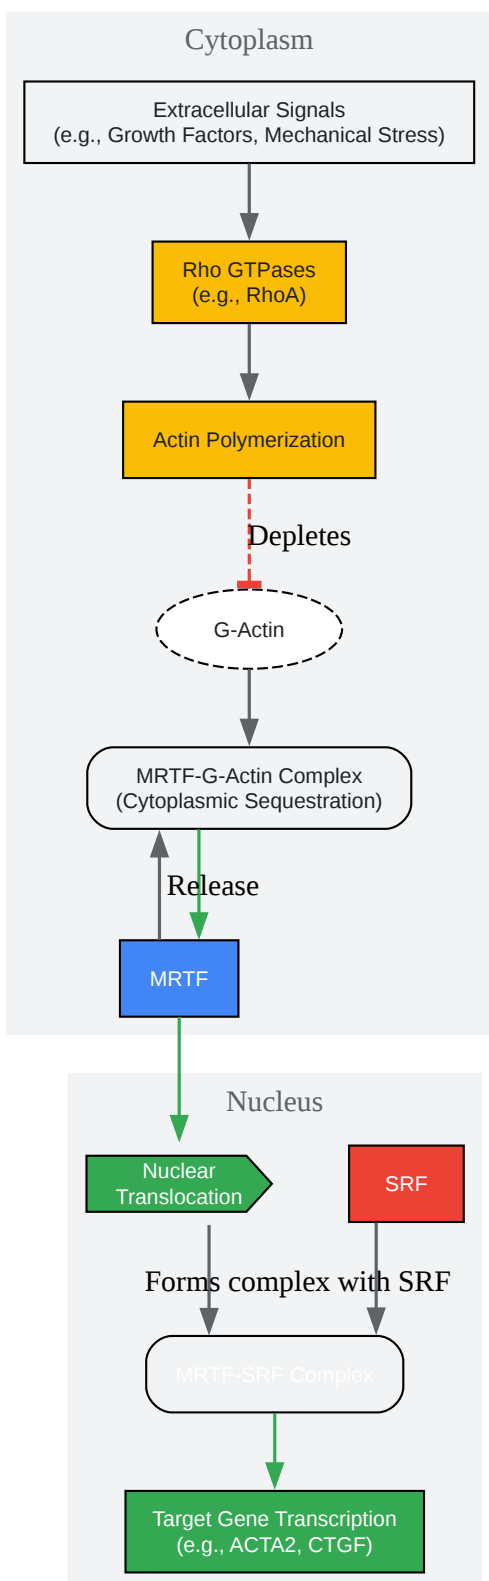 Cytoplasm
Extracellular Signals
(e.g., Growth Factors, Mechanical Stress)
Rho GTPases
(e.g., RhoA)
Actin Polymerization
Depletes
G-Actin
MRTF-G-Actin Complex
(Cytoplasmic Sequestration)
Release
MRTF
Nucleus
Nuclear
Translocation
SRF
Forms complex with SRF
MRTF-SRF Complex
Target Gene Transcription
(e.g., ACTA2, CTGF)